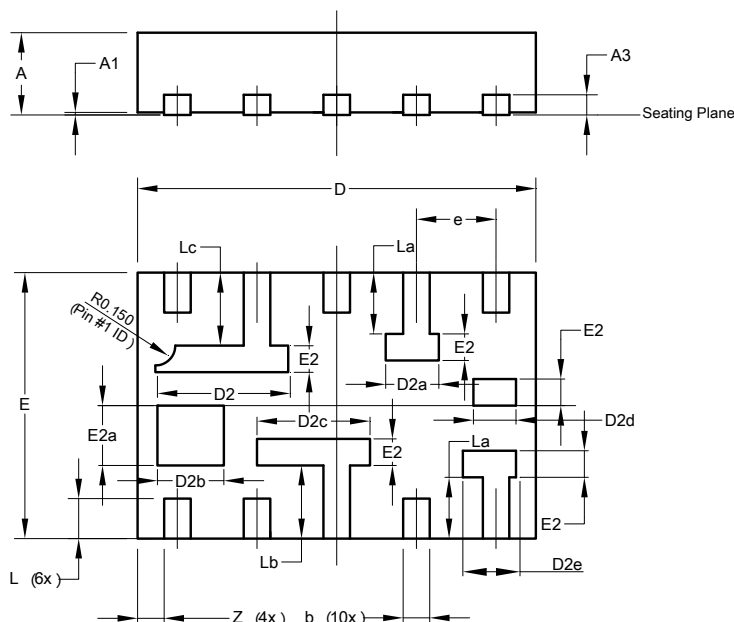 A1
A3
A
Seating Plane
D
e
Lc
La
R0.150
(Pin #1 ID)
E2
E2
E2
D2
D2a
D2c
D2d
E
E2a
E2
La
D2b
E2
Lb
D2e
L (6x)
Z (4x)
b (10x)